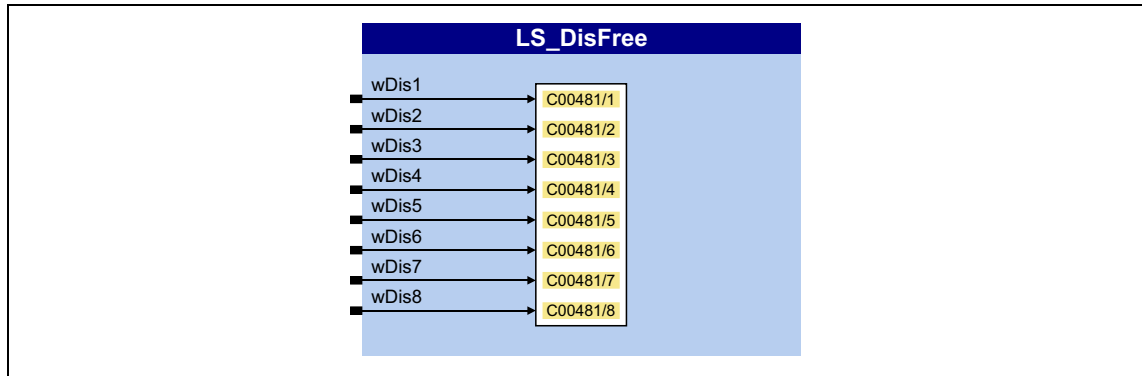 LS_DisFree
wDis1
C00481/1
wDis2
C00481/2
wDis3
C00481/3
wDis4
C00481/4
wDis5
C00481/5
wDis6
C00481/6
wDis7
C00481/7
wDis8
C00481/8